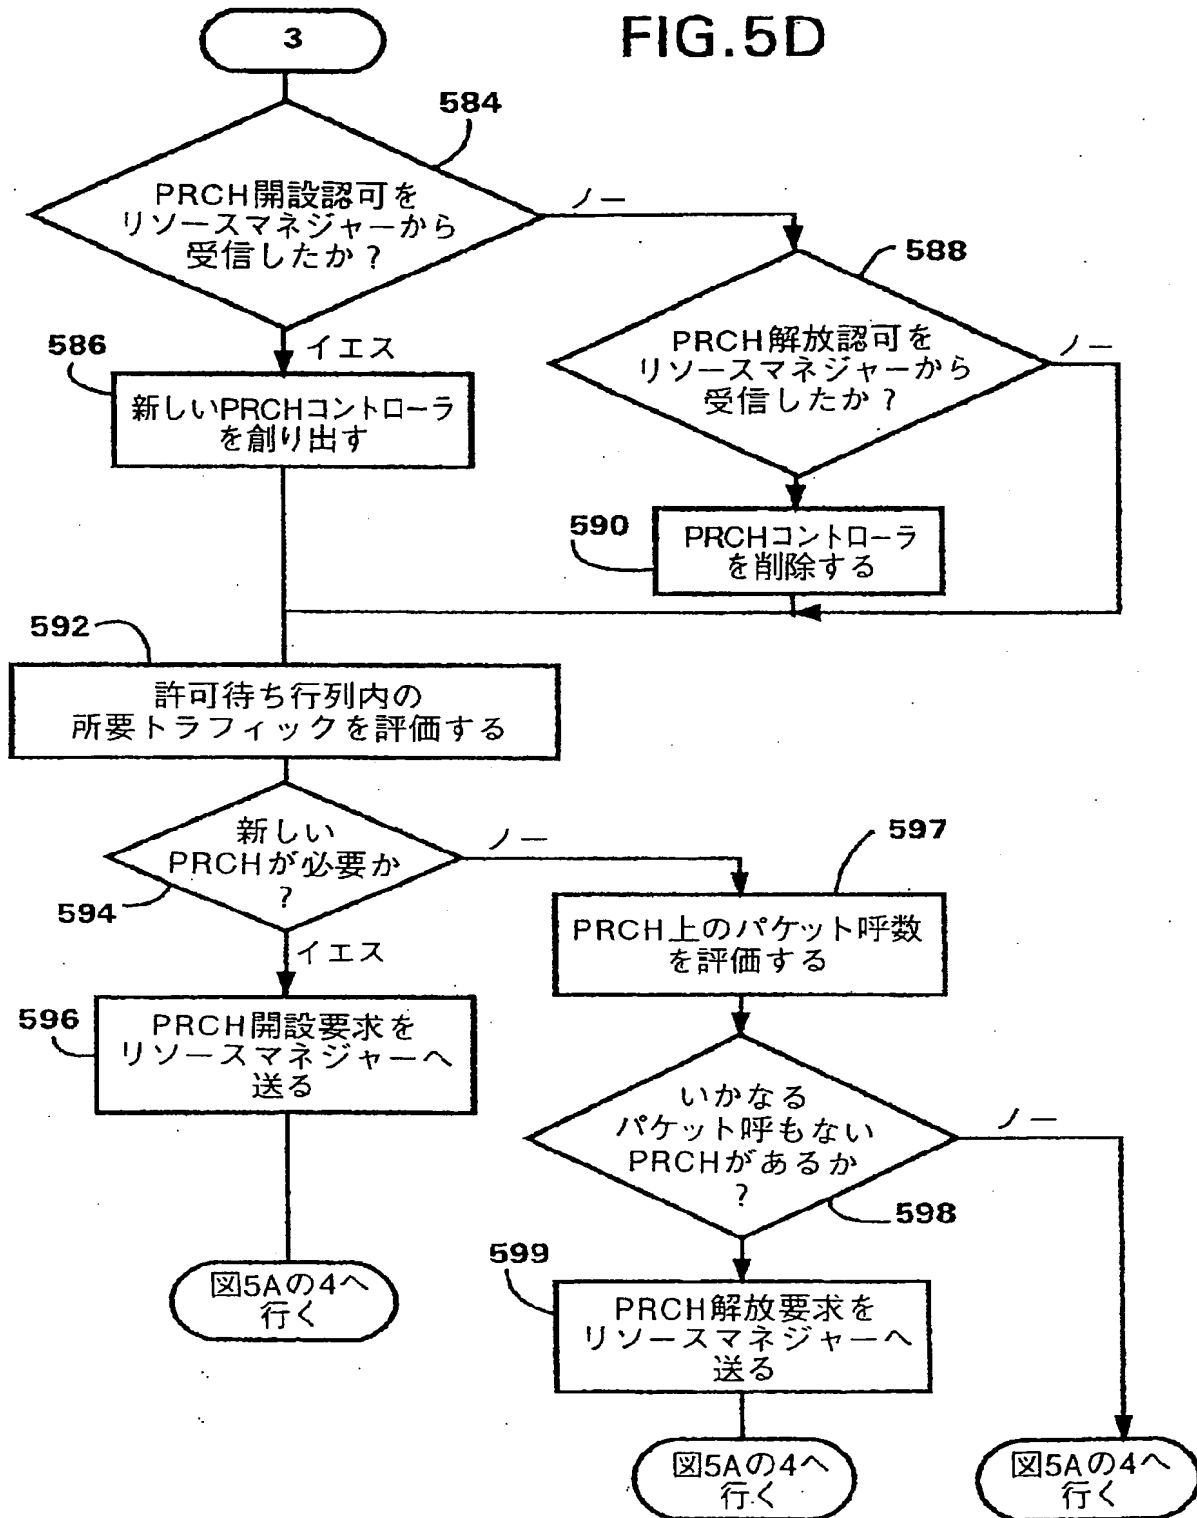 FIG.5D
3
584
PRCH開設認可を
リソースマネジャーから
受信したか?
ノー
イエス
588
PRCH解放認可を
リソースマネジャーから
受信したか?
ノー
586
新しいPRCHコントローラ
を創り出す
590
PRCHコントローラ
を削除する
592
許可待ち行列内の
所要トラフィックを評価する
594
新しい
PRCHが必要か
?
ノー
イエス
597
PRCH上のパケット呼数
を評価する
596
PRCH開設要求を
リソースマネジャーへ
送る
いかなる
パケット呼もない
PRCHがあるか
?
ノー
598
599
PRCH解放要求を
リソースマネジャーへ
送る
図5Aの4へ
行く
図5Aの4へ
行く
図5Aの4へ
行く